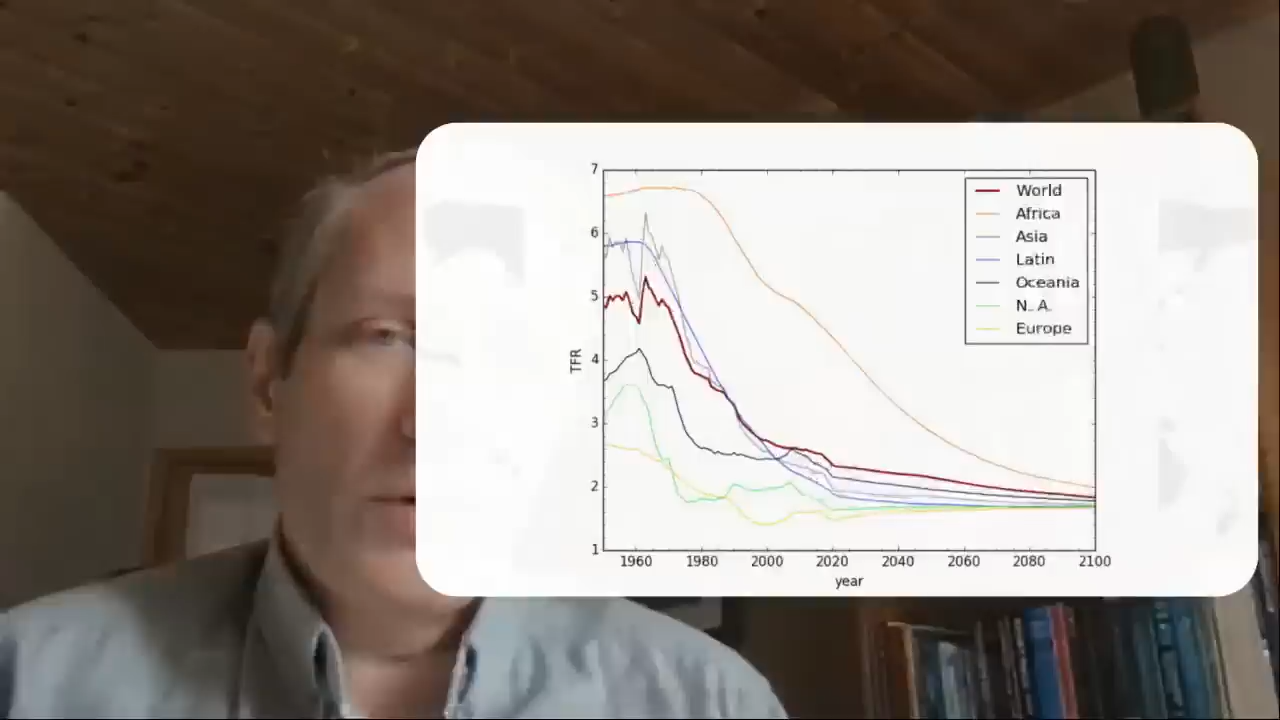 7
6
5
4
3
2
1
TFR
1960 1980 2000 2020 2040 2060 2080 2100
year
World
Africa
Asia
Latin
Oceania
N. A.
Europe